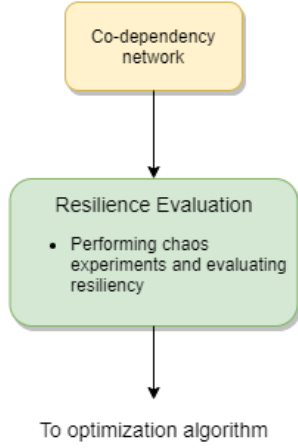 Co-dependency
network
Resilience Evaluation
• Performing chaos
experiments and evaluating
resiliency
To optimization algorithm